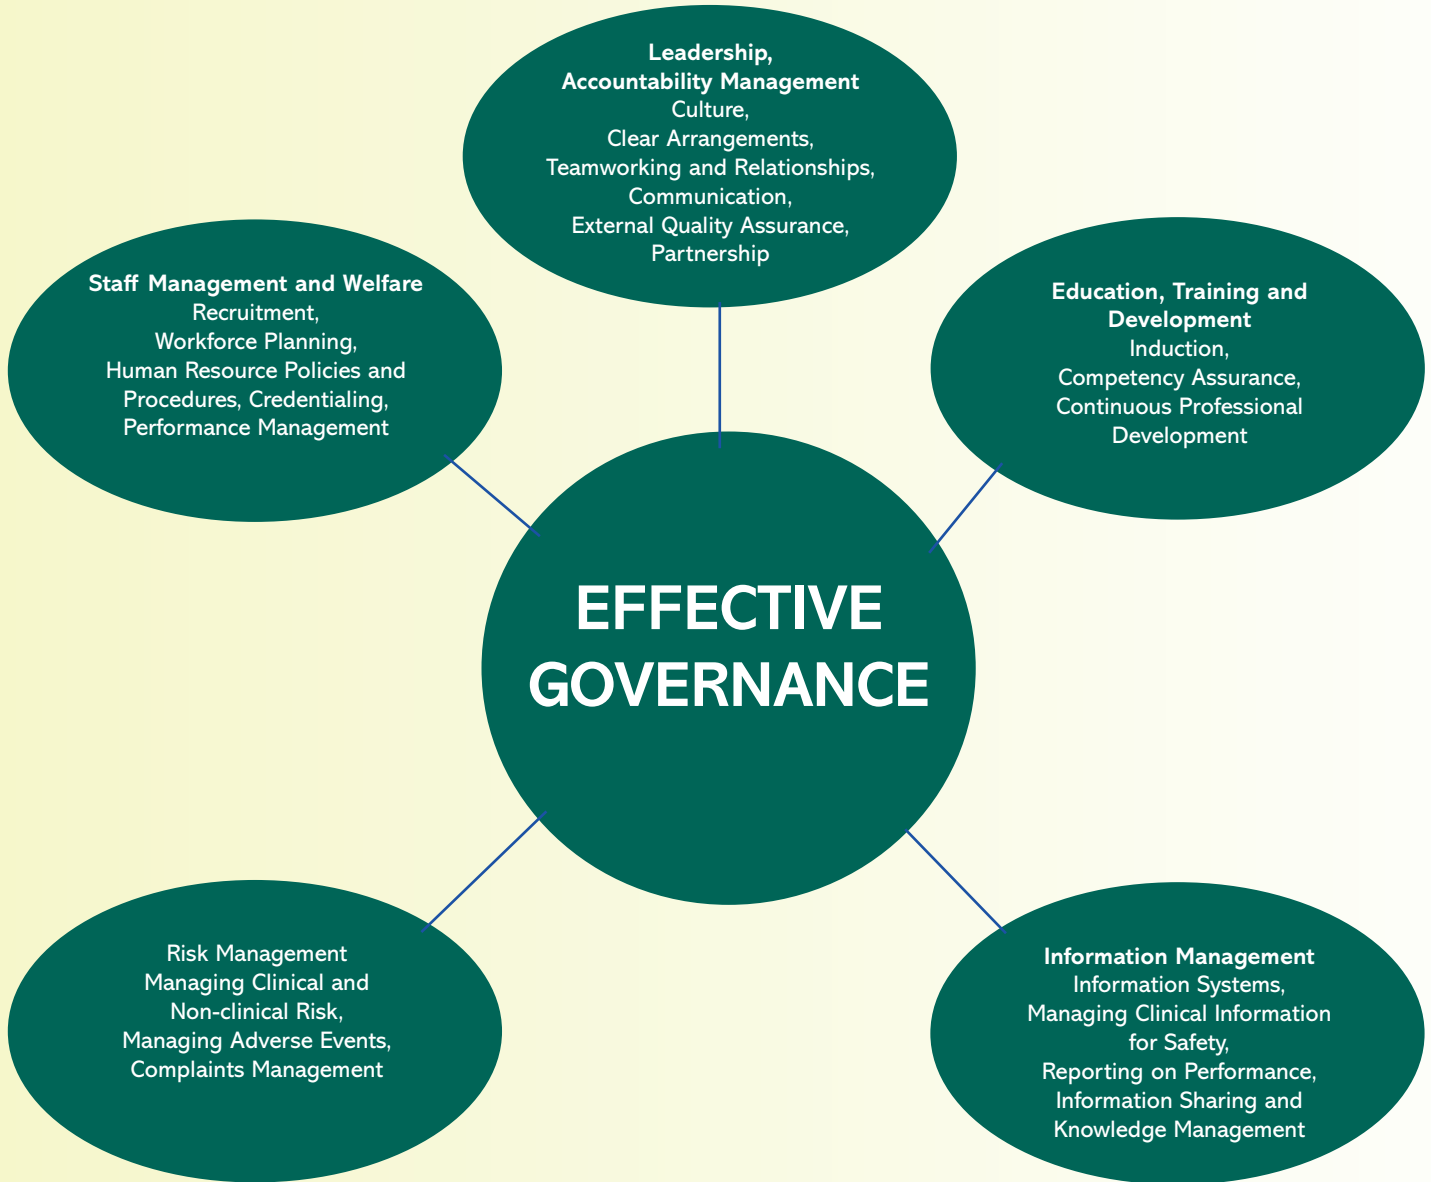 Leadership,
Accountability Management
Culture,
Clear Arrangements,
Teamworking and Relationships,
Communication,
External Quality Assurance,
Partnership
Staff Management and Welfare
Recruitment,
Workforce Planning,
Human Resource Policies and
Procedures, Credentialing,
Performance Management
Education, Training and
Development
Induction,
Competency Assurance,
Continuous Professional
Development
EFFECTIVE
GOVERNANCE
Risk Management
Managing Clinical and
Non-clinical Risk,
Managing Adverse Events,
Complaints Management
Information Management
Information Systems,
Managing Clinical Information
for Safety,
Reporting on Performance,
Information Sharing and
Knowledge Management